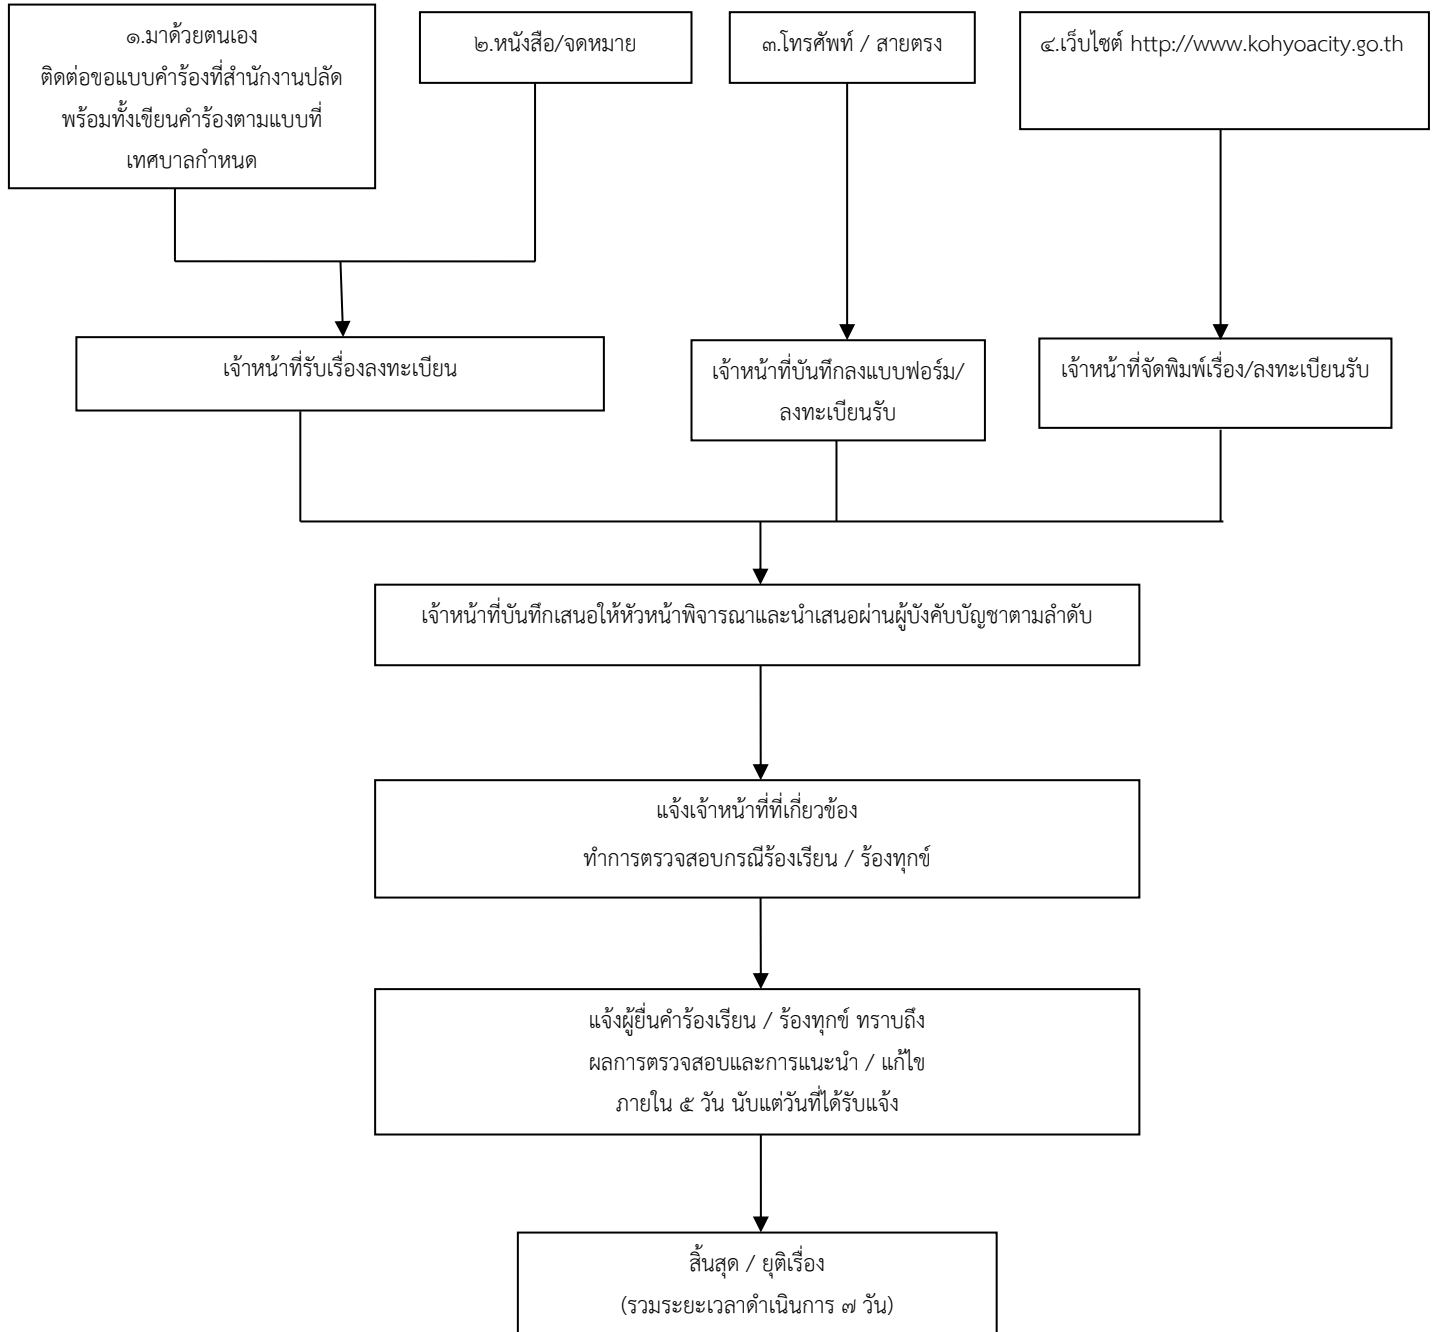 ๑.มาด้วยตนเอง
ติดต่อขอแบบคำร้องที่สำนักงานปลัด
พร้อมทั้งเขียนคำร้องตามแบบที่
เทศบาลกำหนด
๒.หนังสือ/จดหมาย
๓.โทรศัพท์ / สายตรง
๔.เว็บไซต์ http://www.kohyoacity.go.th
เจ้าหน้าที่รับเรื่องลงทะเบียน
เจ้าหน้าที่บันทึกลงแบบฟอร์ม/
ลงทะเบียนรับ
เจ้าหน้าที่จัดพิมพ์เรื่อง/ลงทะเบียนรับ
เจ้าหน้าที่บันทึกเสนอให้หัวหน้าพิจารณาและนำเสนอผ่านผู้บังคับบัญชาตามลำดับ
แจ้งเจ้าหน้าที่ที่เกี่ยวข้อง
ทำการตรวจสอบกรณีร้องเรียน / ร้องทุกข์
แจ้งผู้ยื่นคำร้องเรียน / ร้องทุกข์ ทราบถึง
ผลการตรวจสอบและการแนะนำ / แก้ไข
ภายใน ๕ วัน นับแต่วันที่ได้รับแจ้ง
สิ้นสุด / ยุติเรื่อง
(รวมระยะเวลาดำเนินการ ๗ วัน)